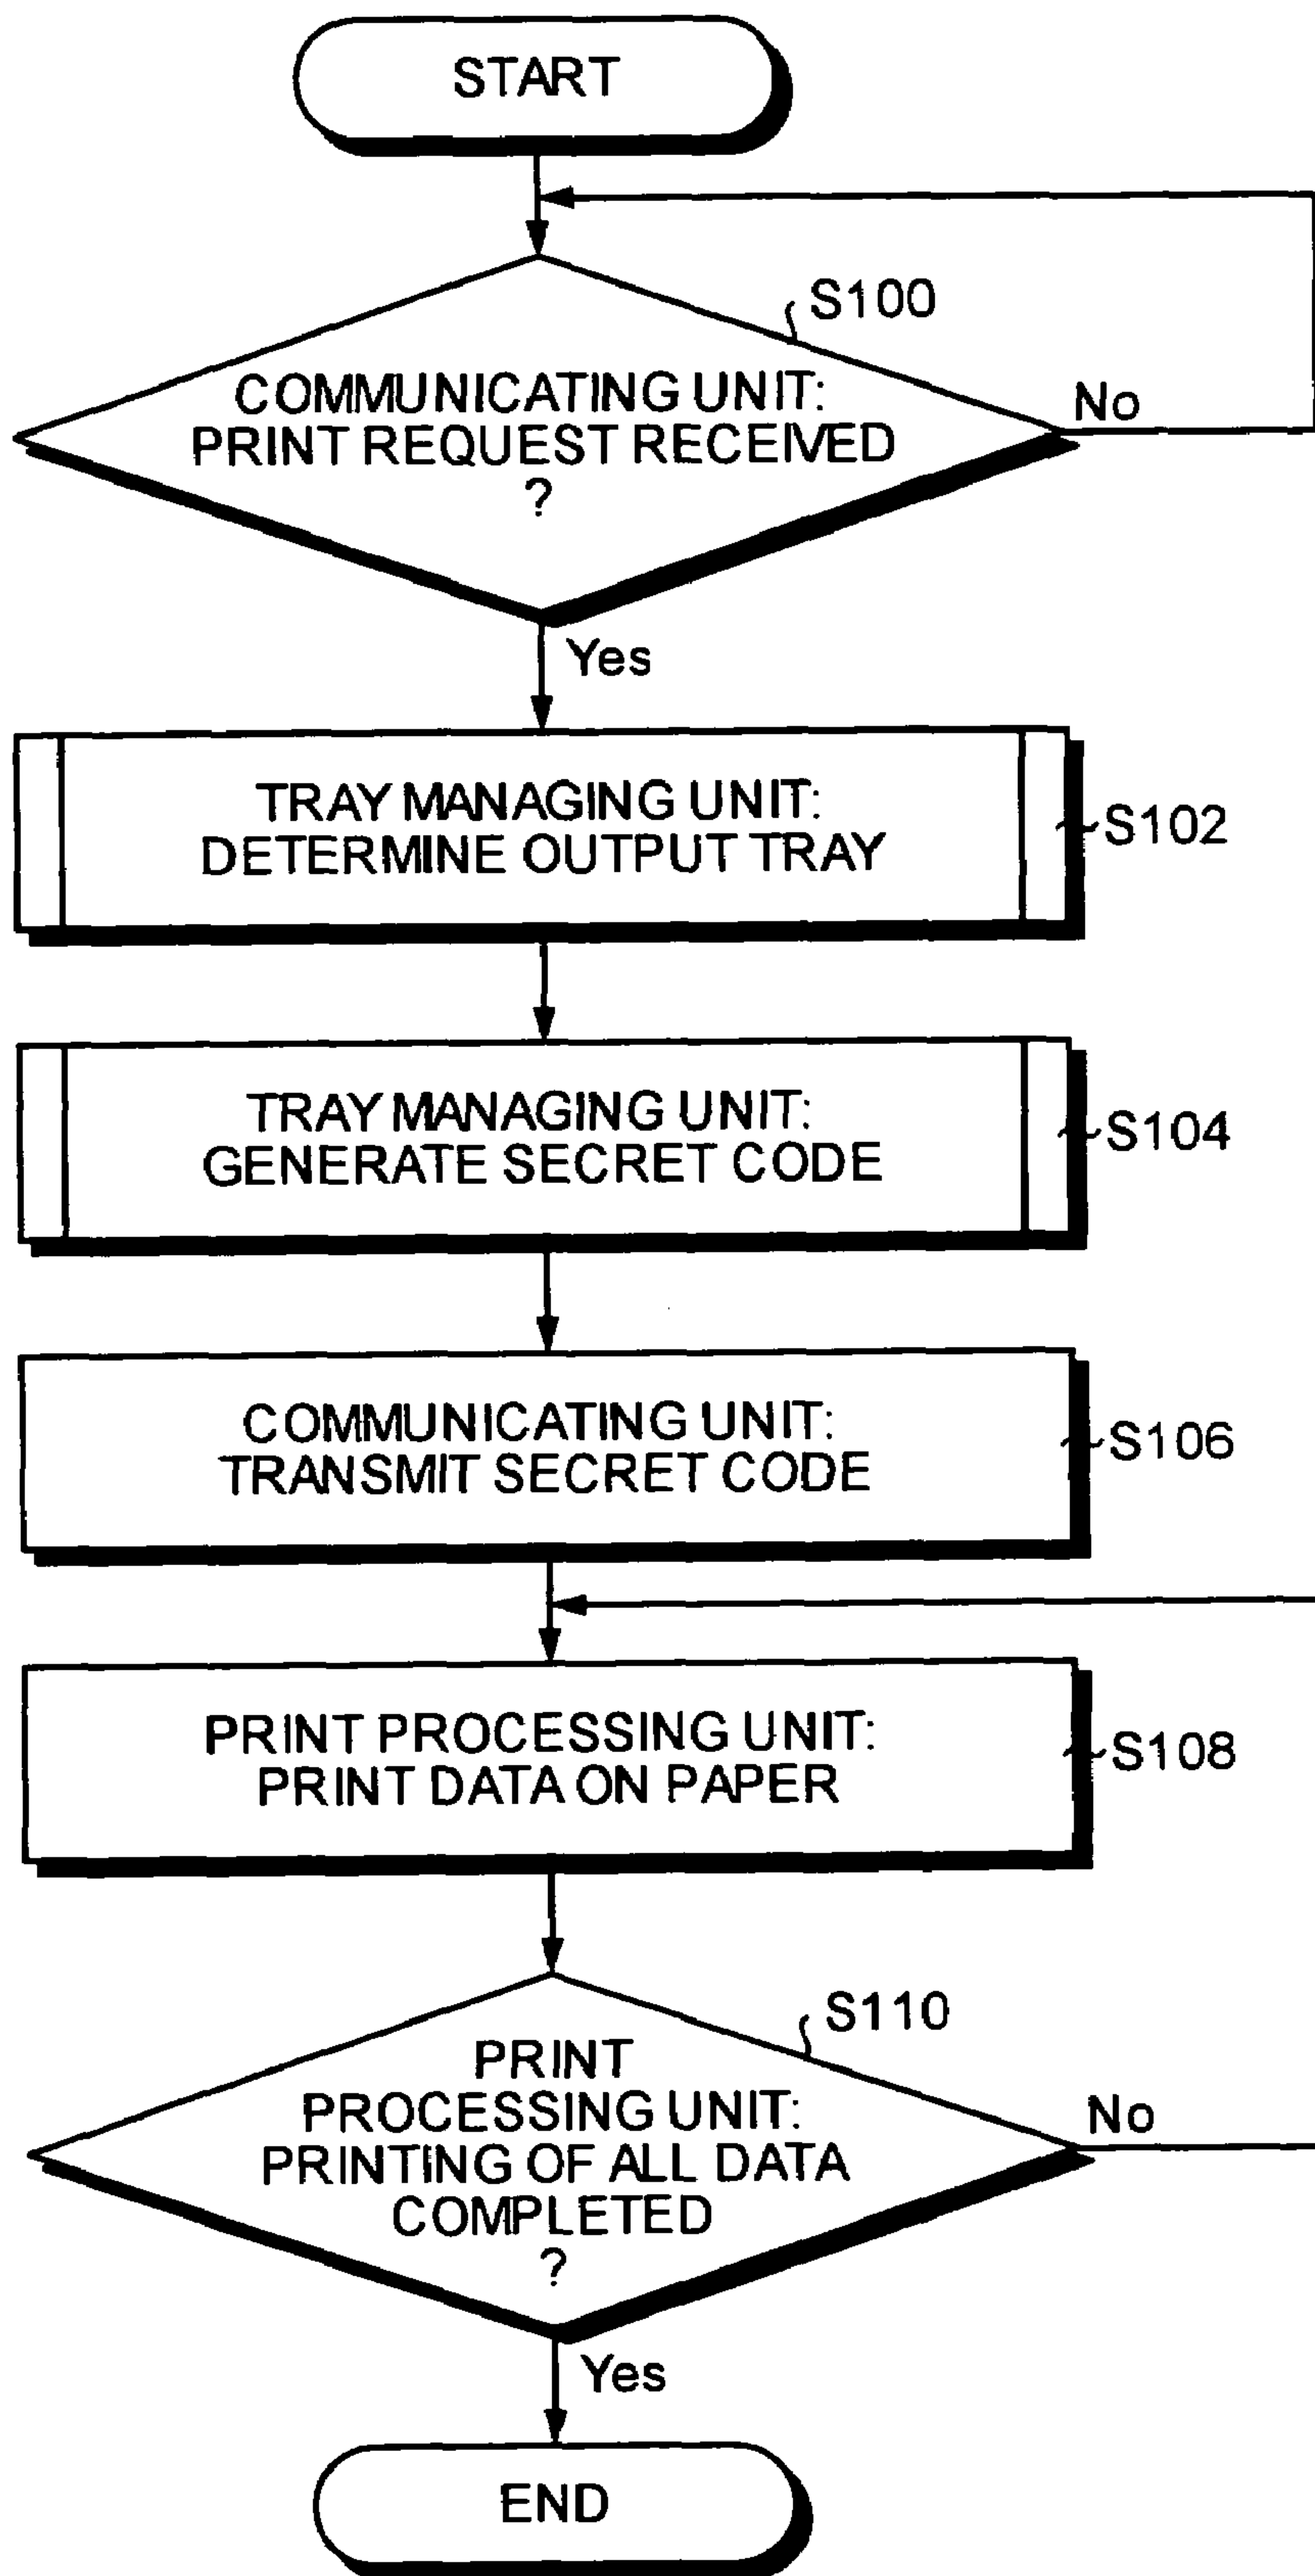 START
S100
COMMUNICATING UNIT:
PRINT REQUEST RECEIVED
?
No
Yes
TRAY MANAGING UNIT:
DETERMINE OUTPUT TRAY
S102
TRAY MANAGING UNIT:
GENERATE SECRET CODE
S104
COMMUNICATING UNIT:
TRANSMIT SECRET CODE
S106
PRINT PROCESSING UNIT:
PRINT DATA ON PAPER
S108
S110
PRINT
PROCESSING UNIT:
PRINTING OF ALL DATA
COMPLETED
?
No
Yes
END